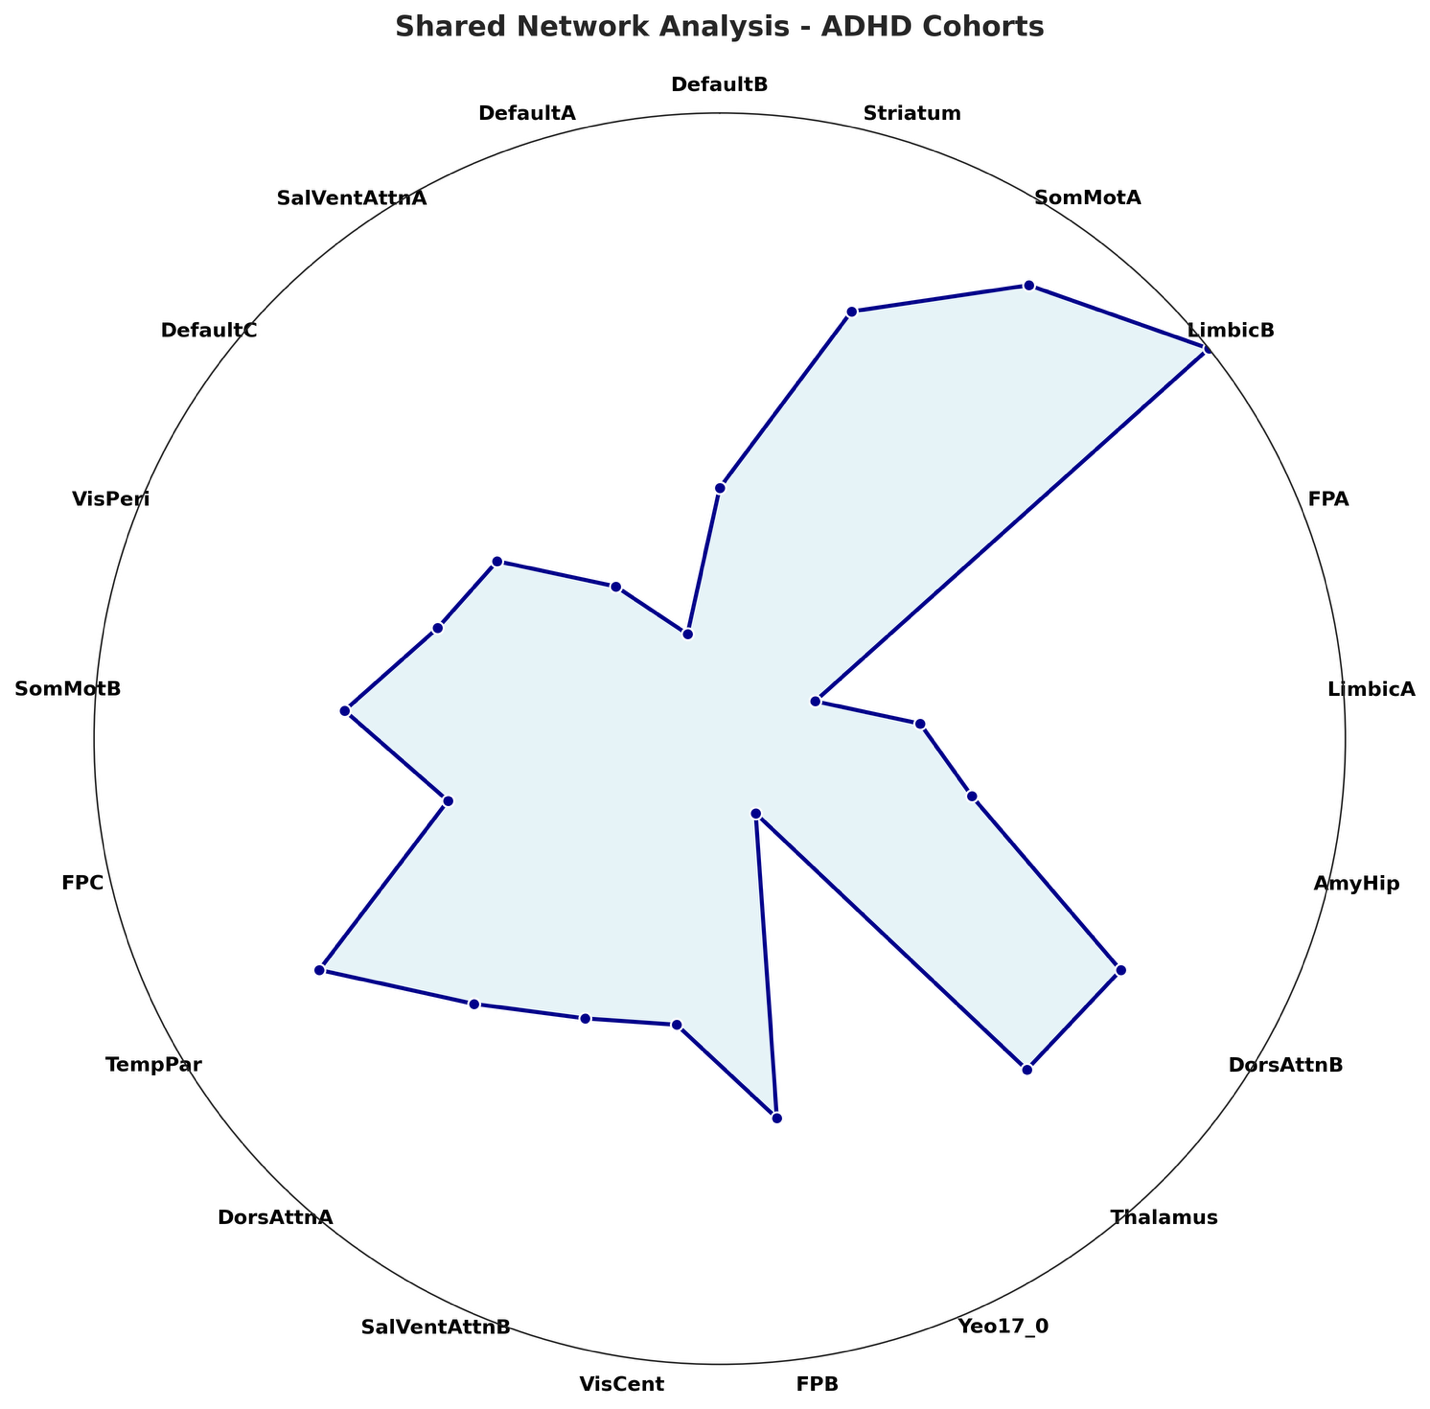 Shared Network Analysis - ADHD Cohorts
DefaultB
DefaultA
Striatum
SalVentAttnA
SomMotA
DefaultC
LimbicB
VisPeri
FPA
SomMotB
LimbicA
FPC
AmyHip
TempPar
DorsAttnB
DorsAttnA
Thalamus
SalVentAttnB
Yeo17_0
VisCent
FPB